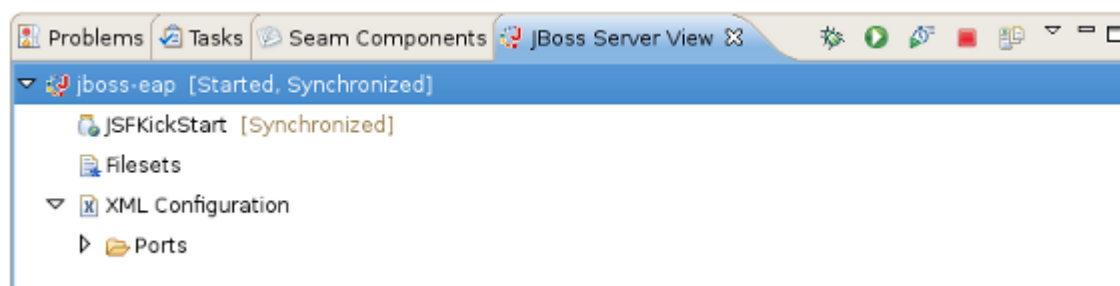 Problems Tasks Seam Components JBoss Server View
jboss-eap [Started, Synchronized]
JSFKickStart [Synchronized]
Filesets
XML Configuration
Ports